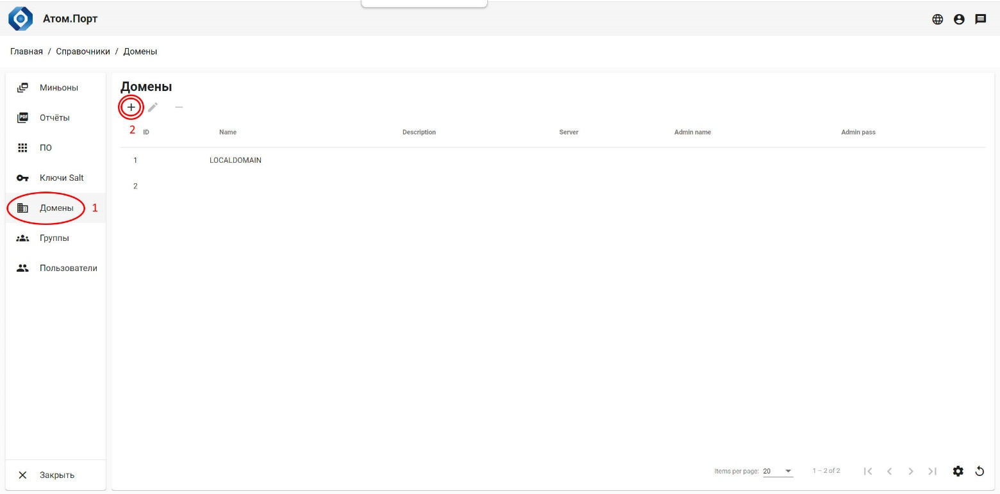 Атом.Порт
Главная / Справочники / Домены
Миньоны
Отчёты
ПО
Ключи Salt
Домены 1
Группы
Пользователи
Закрыть
Домены
2 ID Name Description Server Admin name Admin pass
1 LOCALDOMAIN
2
Items per page: 20 1 – 2 of 2
PDF